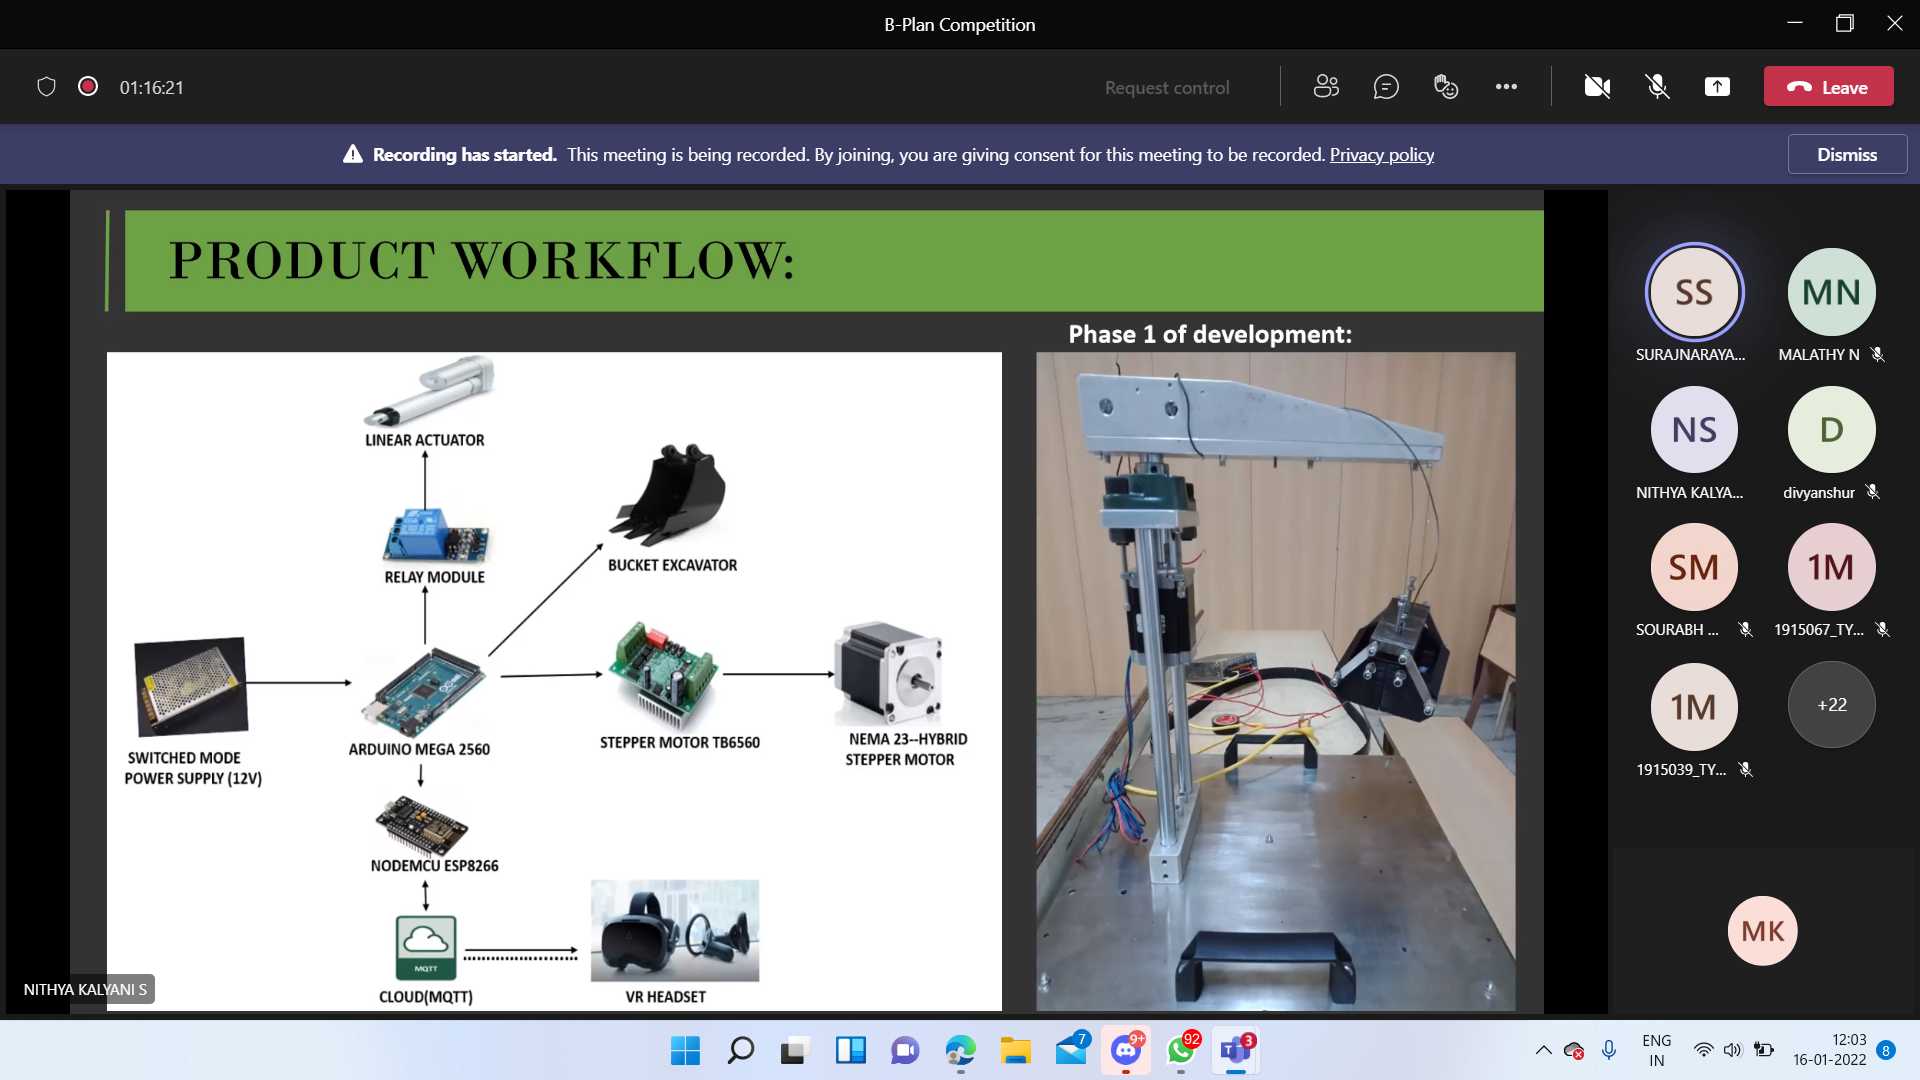 B-Plan Competition
01:16:21
Request control
Leave
Recording has started. This meeting is being recorded. By joining, you are giving consent for this meeting to be recorded. Privacy policy
Dismiss
PRODUCT WORKFLOW:
Phase 1 of development:
LINEAR ACTUATOR
RELAY MODULE
BUCKET EXCAVATOR
SWITCHED MODE
POWER SUPPLY (12V)
ARDUINO MEGA 2560
STEPPER MOTOR TB6560
NEMA 23--HYBRID
STEPPER MOTOR
NODEMCU ESP8266
MQTT
CLOUD(MQTT)
VR HEADSET
NITHYA KALYANI S
SS
SURAJNARAYA...
MN
MALATHY N
NS
NITHYA KALYA...
D
divyanshur
SM
SOURABH ...
1M
1915067_TY...
1M
1915039_TY...
+22
MK
7
9+
92
T
3
ENG
IN
12:03
16-01-2022
8